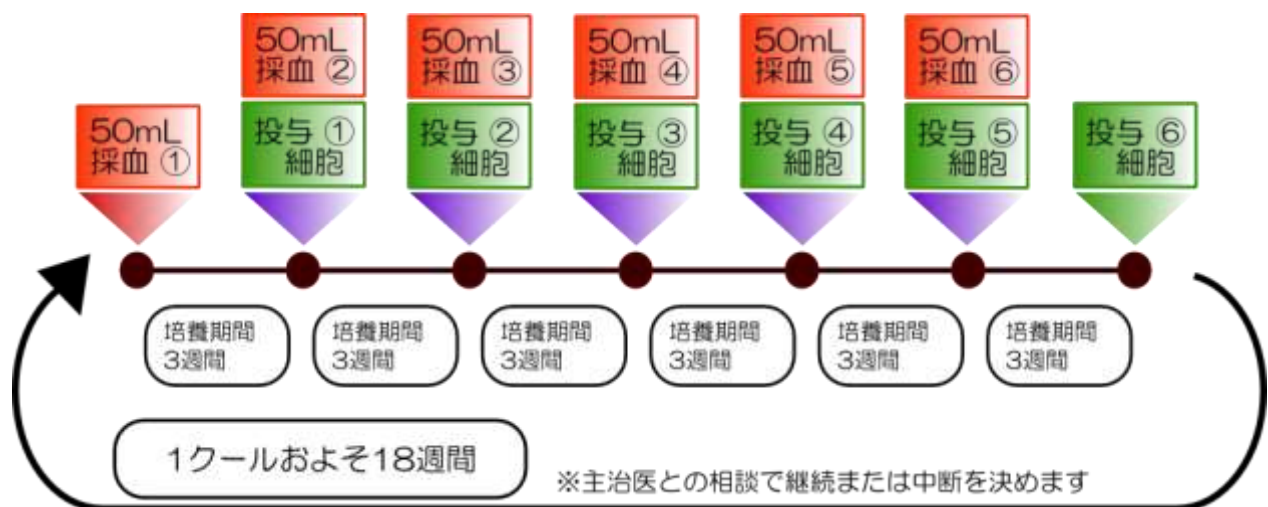 50mL
採血 ②
50mL
採血 ③
50mL
採血 ④
50mL
採血 ⑤
50mL
採血 ⑥
50mL
採血 ①
投与 ①
細胞
投与 ②
細胞
投与 ③
細胞
投与 ④
細胞
投与 ⑤
細胞
投与 ⑥
細胞
培養期間
3週間
培養期間
3週間
培養期間
3週間
培養期間
3週間
培養期間
3週間
培養期間
3週間
1クールおよそ18週間
※主治医との相談で継続または中断を決めます